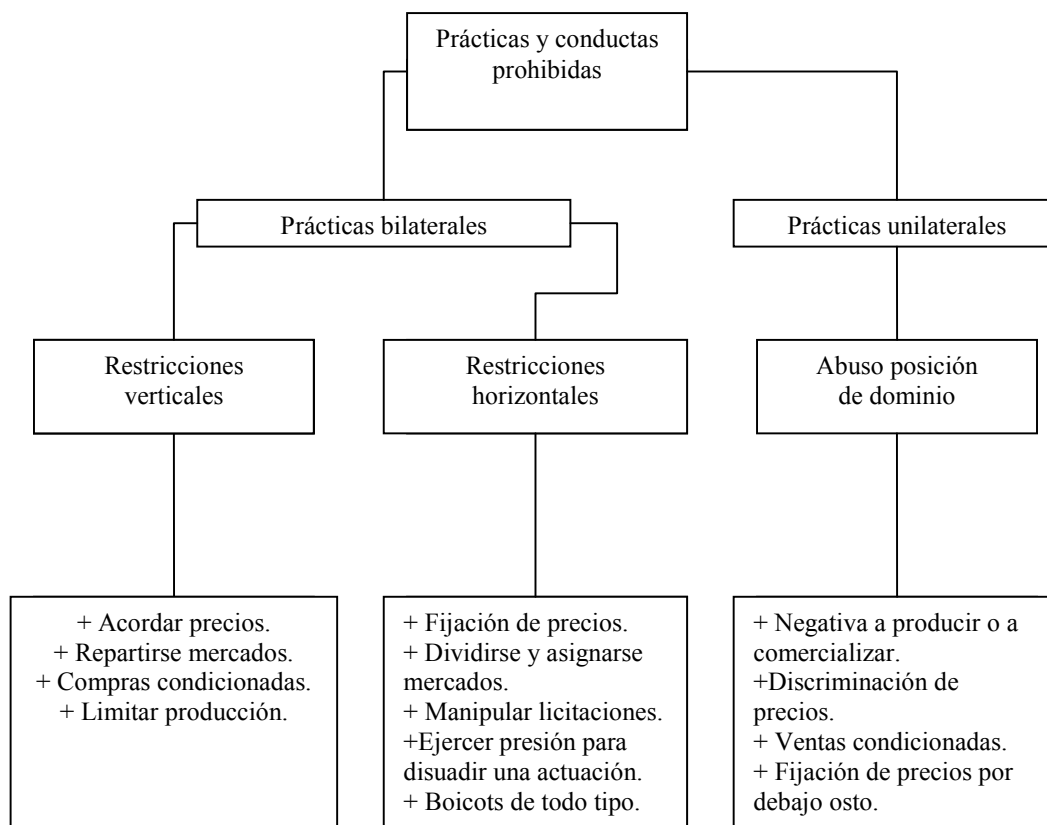 Prácticas y conductas
prohibidas
Prácticas bilaterales
Prácticas unilaterales
Restricciones
verticales
Restricciones
horizontales
Abuso posición
de dominio
+ Acordar precios.
+ Repartirse mercados.
+ Compras condicionadas.
+ Limitar producción.
+ Fijación de precios.
+ Dividirse y asignarse
mercados.
+ Manipular licitaciones.
+Ejercer presión para
disuadir una actuación.
+ Boicots de todo tipo.
+ Negativa a producir o a
comercializar.
+Discriminación de
precios.
+ Ventas condicionadas.
+ Fijación de precios por
debajo osto.